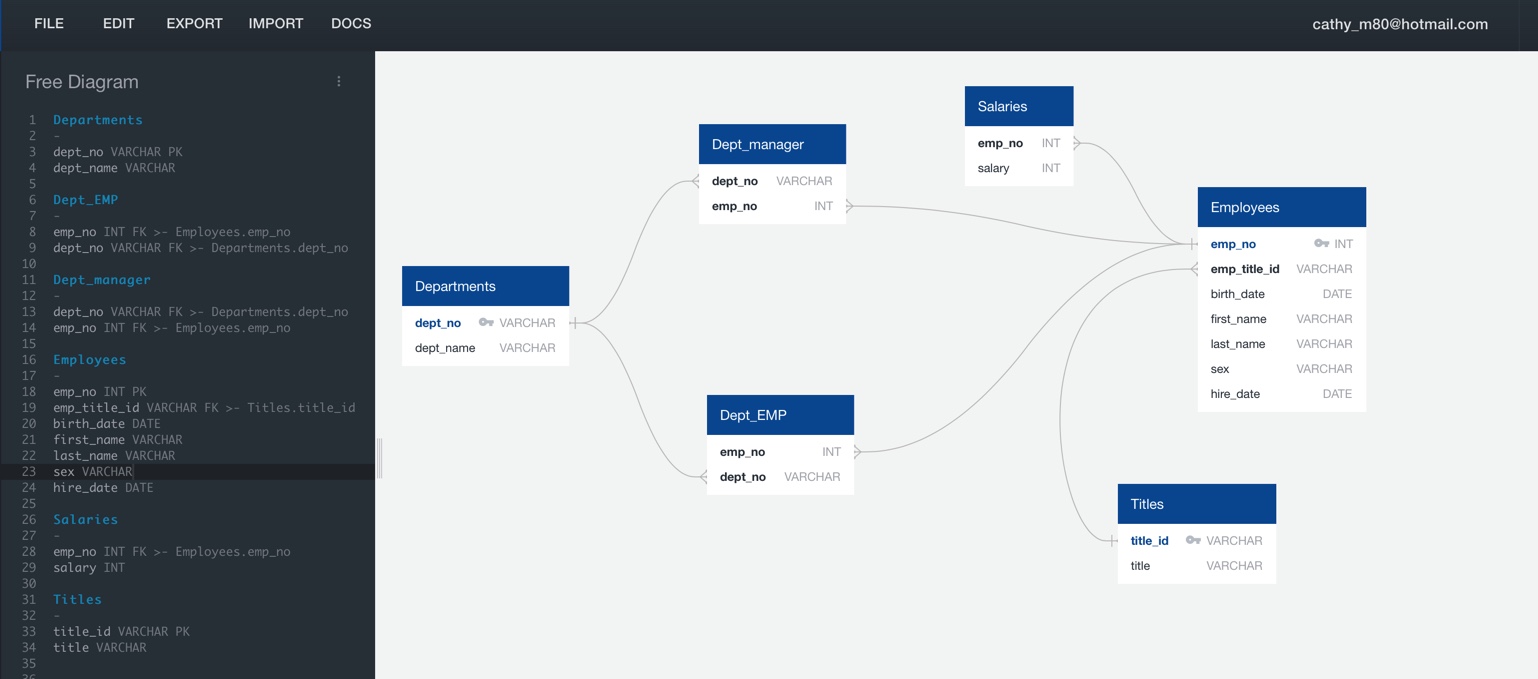 FILE EDIT EXPORT IMPORT DOCS cathy_m80@hotmail.com
Free Diagram
1 Departments
2 -
3 dept_no VARCHAR PK
4 dept_name VARCHAR
5
6 Dept_EMP
7 -
8 emp_no INT FK >- Employees.emp_no
9 dept_no VARCHAR FK >- Departments.dept_no
10
11 Dept_manager
12 -
13 dept_no VARCHAR FK >- Departments.dept_no
14 emp_no INT FK >- Employees.emp_no
15
16 Employees
17 -
18 emp_no INT PK
19 emp_title_id VARCHAR FK >- Titles.title_id
20 birth_date DATE
21 first_name VARCHAR
22 last_name VARCHAR
23 sex VARCHAR
24 hire_date DATE
25
26 Salaries
27 -
28 emp_no INT FK >- Employees.emp_no
29 salary INT
30
31 Titles
32 -
33 title_id VARCHAR PK
34 title VARCHAR
35
Departments
dept_no VARCHAR
dept_name VARCHAR
Dept_manager
dept_no VARCHAR
emp_no INT
Dept_EMP
emp_no INT
dept_no VARCHAR
Salaries
emp_no INT
salary INT
Employees
emp_no INT
emp_title_id VARCHAR
birth_date DATE
first_name VARCHAR
last_name VARCHAR
sex VARCHAR
hire_date DATE
Titles
title_id VARCHAR
title VARCHAR